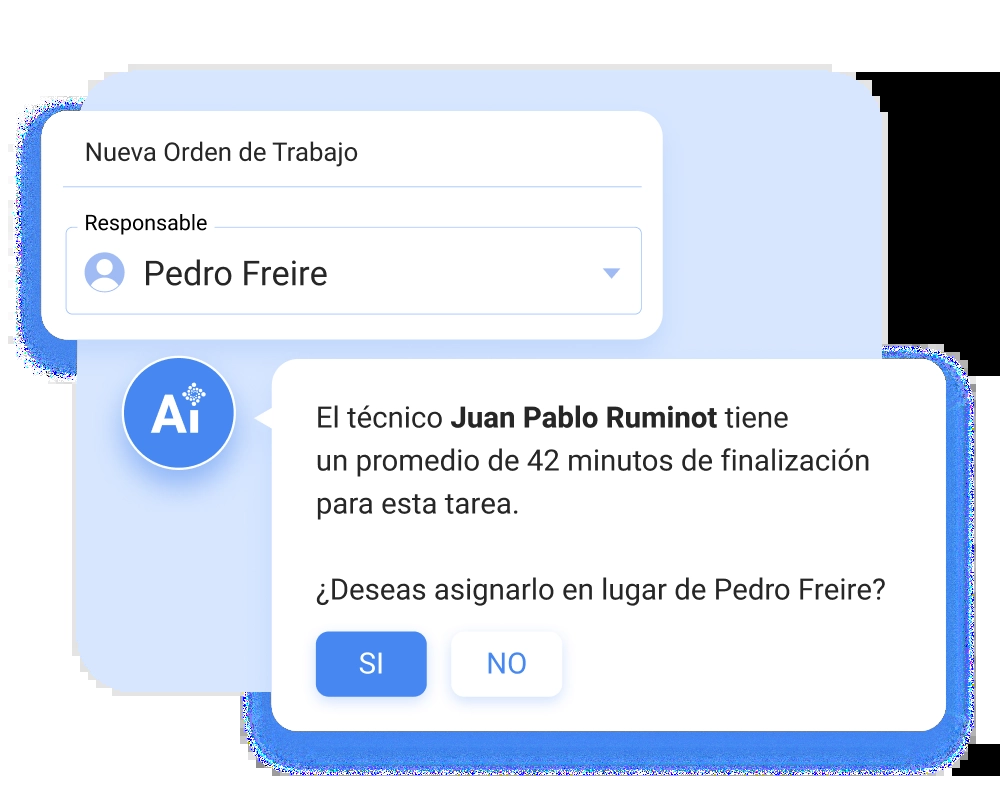 Nueva Orden de Trabajo
Responsable
Pedro Freire
Ai
El técnico Juan Pablo Ruminot tiene
un promedio de 42 minutos de finalización
para esta tarea.
¿Deseas asignarlo en lugar de Pedro Freire?
SI NO